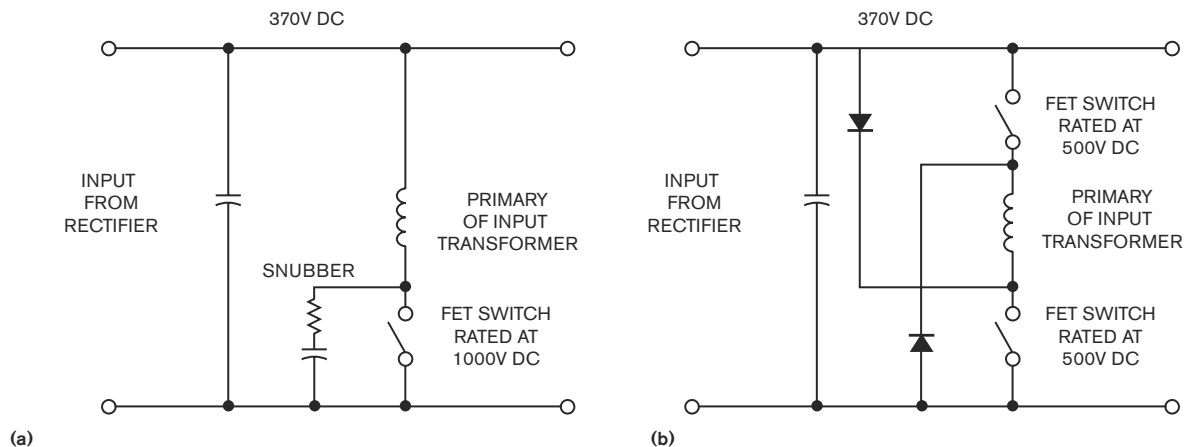 370V DC
INPUT
FROM
RECTIFIER
PRIMARY
OF INPUT
TRANSFORMER
SNUBBER
FET SWITCH
RATED AT
1000V DC
(a)
370V DC
FET SWITCH
RATED AT
500V DC
INPUT
FROM
RECTIFIER
PRIMARY
OF INPUT
TRANSFORMER
FET SWITCH
RATED AT
500V DC
(b)